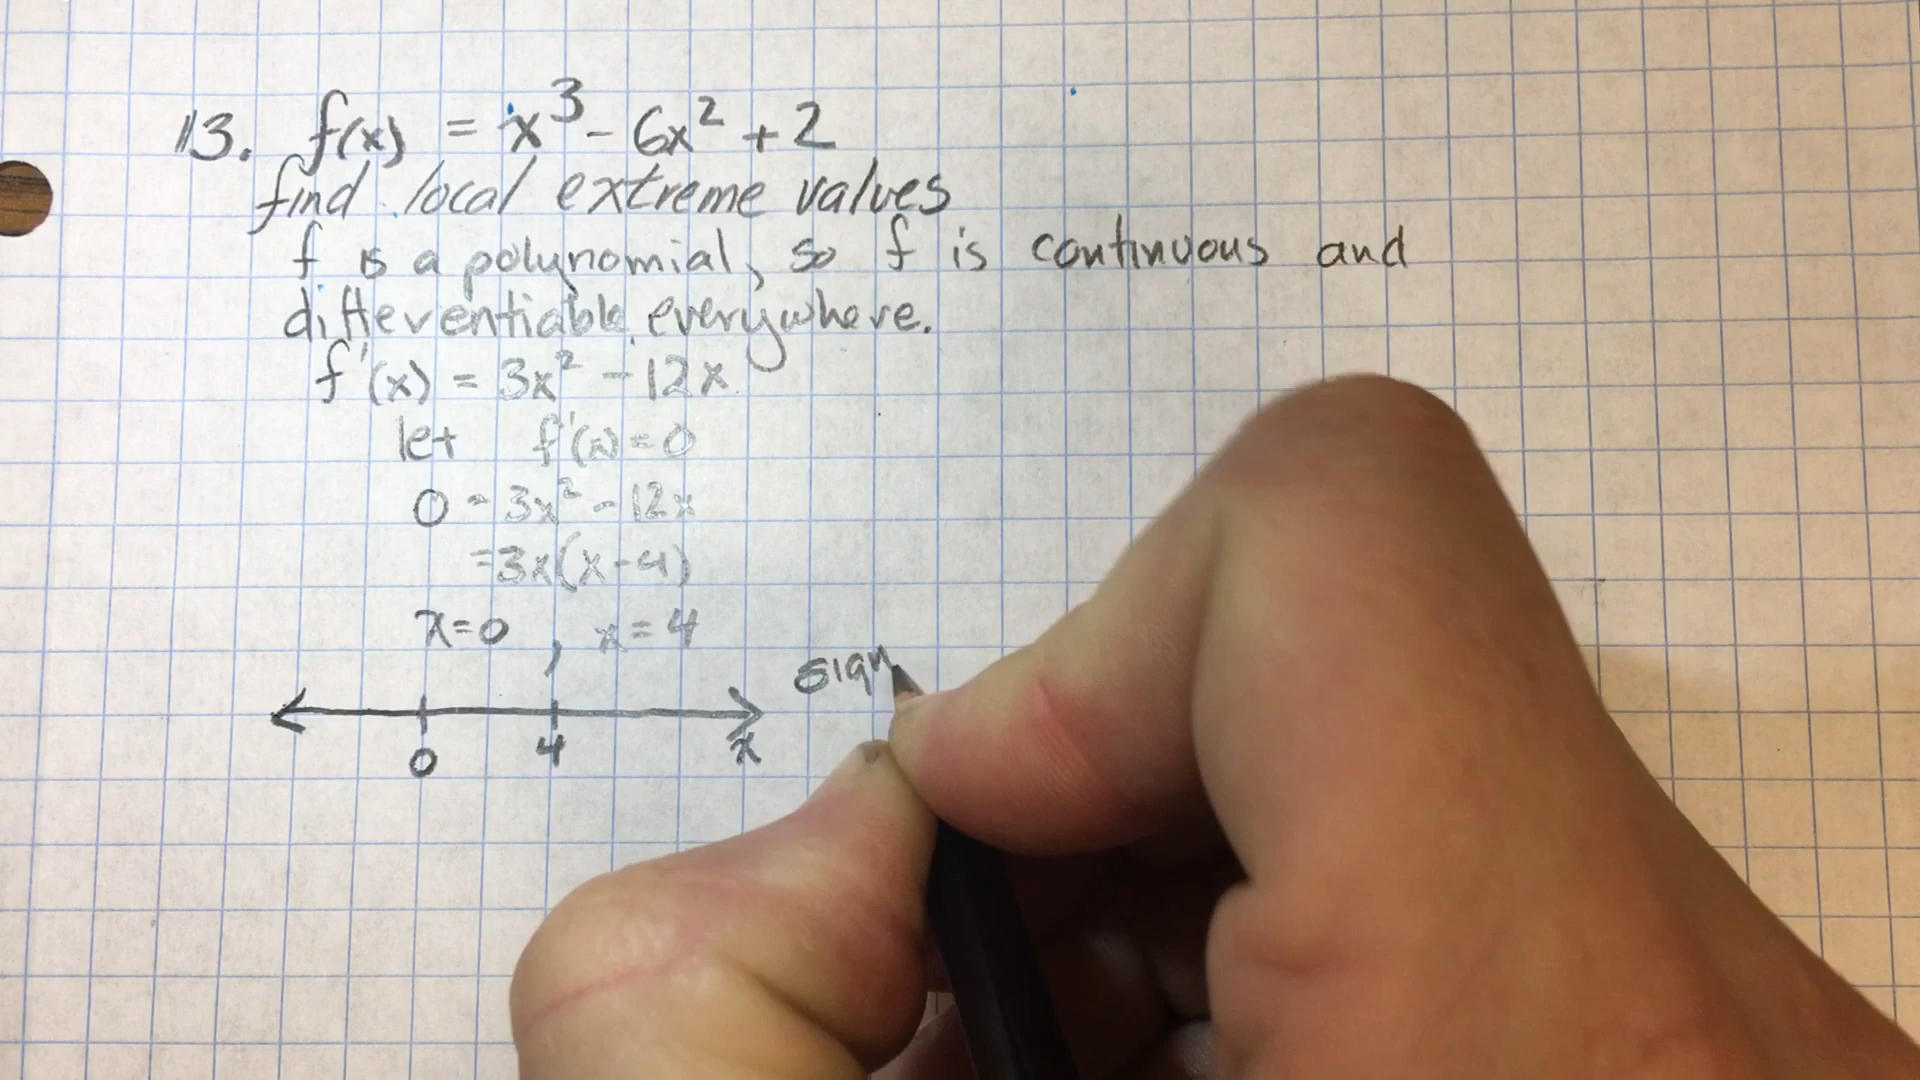 13. f(x) = x³ - 6x² + 2
find local extreme values
f is a polynomial, so f is continuous and
differentiable everywhere.
f'(x) = 3x² - 12x
let f'(x) = 0
0 = 3x² - 12x
= 3x(x-4)
x=0 , x=4
sign
0 4 x